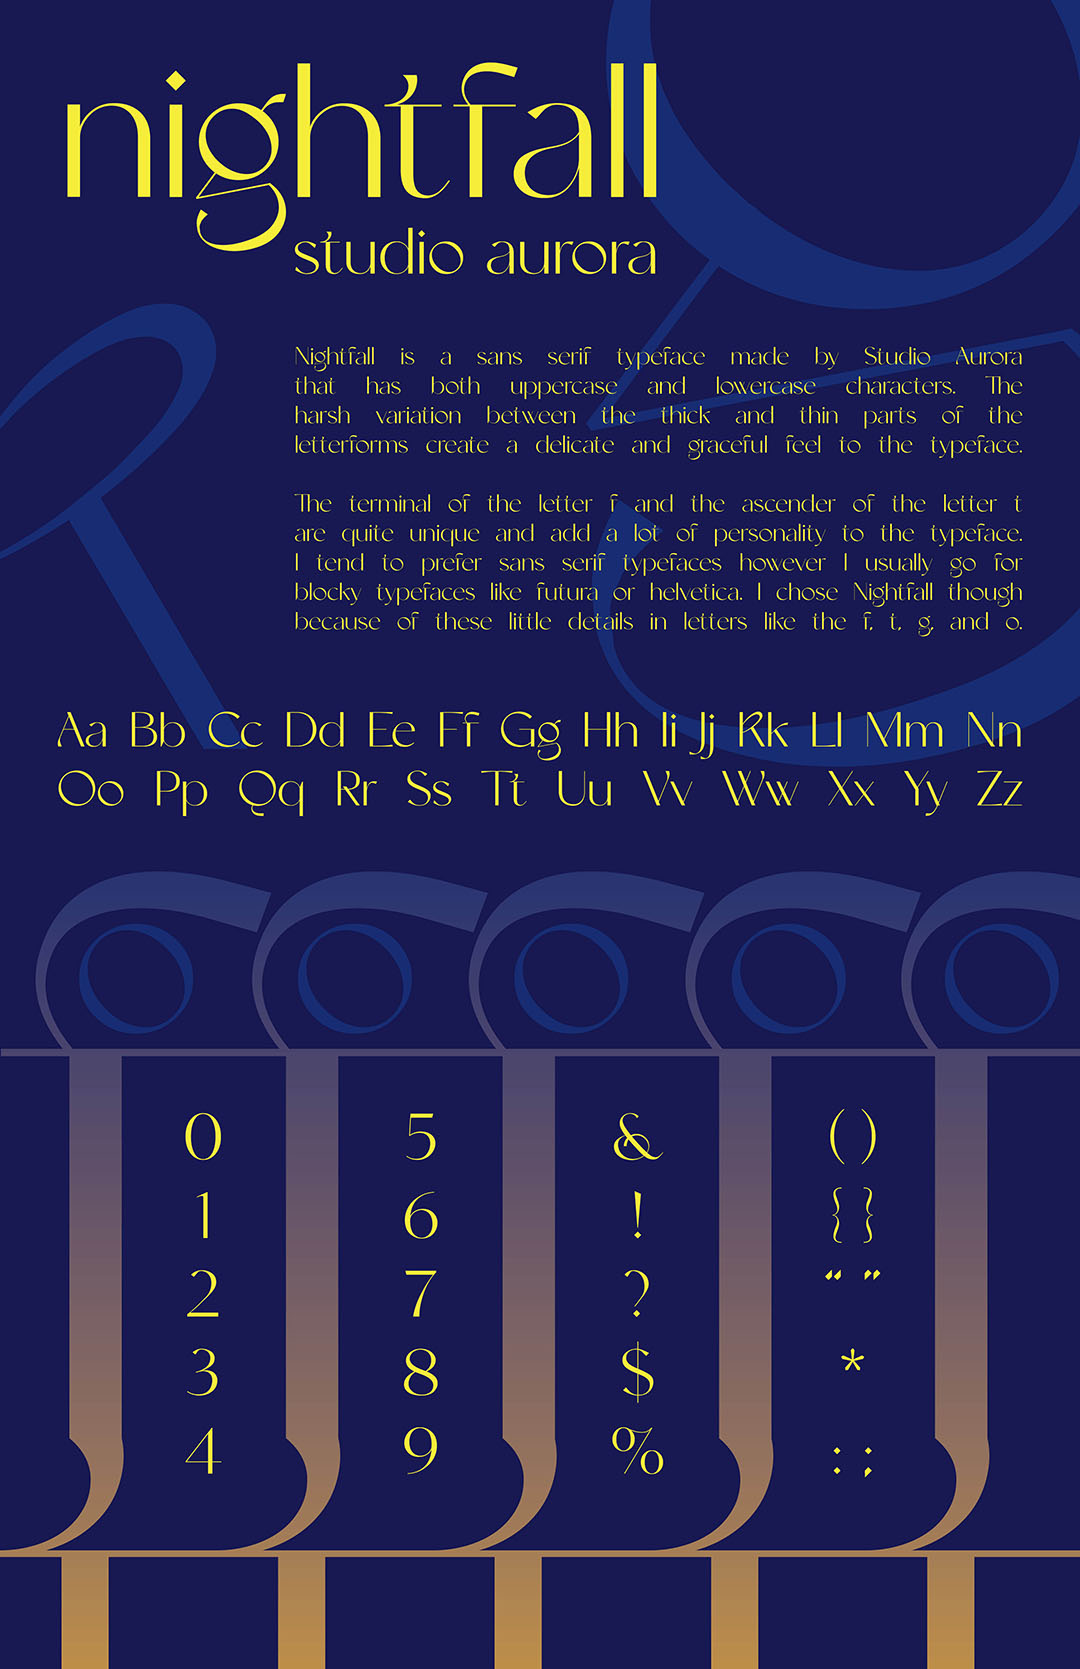 nightfall
studio aurora
Nightfall is a sans serif typeface made by Studio Aurora
that has both uppercase and lowercase characters. The
harsh variation between the thick and thin parts of the
letterforms create a delicate and graceful feel to the typeface.
The terminal of the letter f and the ascender of the letter t
are quite unique and add a lot of personality to the typeface.
I tend to prefer sans serif typefaces however I usually go for
blocky typefaces like futura or helvetica. I chose Nightfall though
because of these little details in letters like the f, t, g, and o.
Aa Bb Cc Dd Ee Ff Gg Hh Ii Jj Kk Ll Mm Nn
Oo Pp Qq Rr Ss Tt Uu Vv Ww Xx Yy Zz
0 5 & ( )
1 6 ! { }
2 7 ? “ ”
3 8 $ *
4 9 % : ;